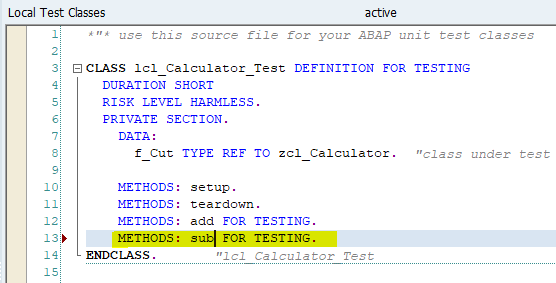 Local Test Classes active
1 *"* use this source file for your ABAP unit test classes
2
3 CLASS lcl_Calculator_Test DEFINITION FOR TESTING
4 DURATION SHORT
5 RISK LEVEL HARMLESS.
6 PRIVATE SECTION.
7 DATA:
8 f_Cut TYPE REF TO zcl_Calculator. "class under test
9
10 METHODS: setup.
11 METHODS: teardown.
12 METHODS: add FOR TESTING.
13 METHODS: sub FOR TESTING.
14 ENDCLASS. "lcl_Calculator_Test
15